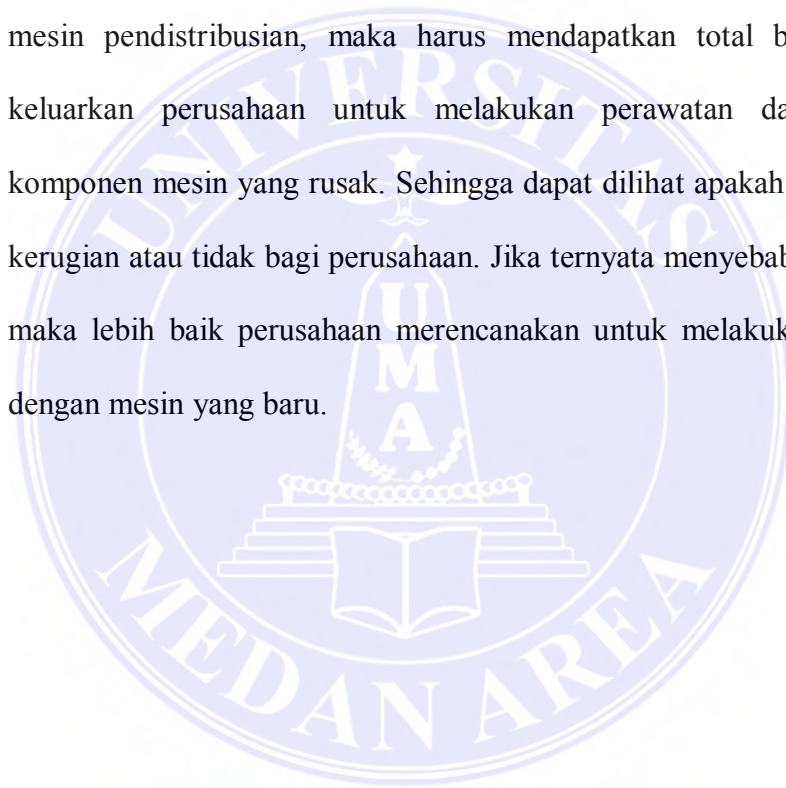 mesin pendistribusian, maka harus mendapatkan total b
keluarkan perusahaan untuk melakukan perawatan da
komponen mesin yang rusak. Sehingga dapat dilihat apakah
kerugian atau tidak bagi perusahaan. Jika ternyata menyebab
maka lebih baik perusahaan merencanakan untuk melakuk
dengan mesin yang baru.
UNIVERSITAS
UMA
MEDAN AREA